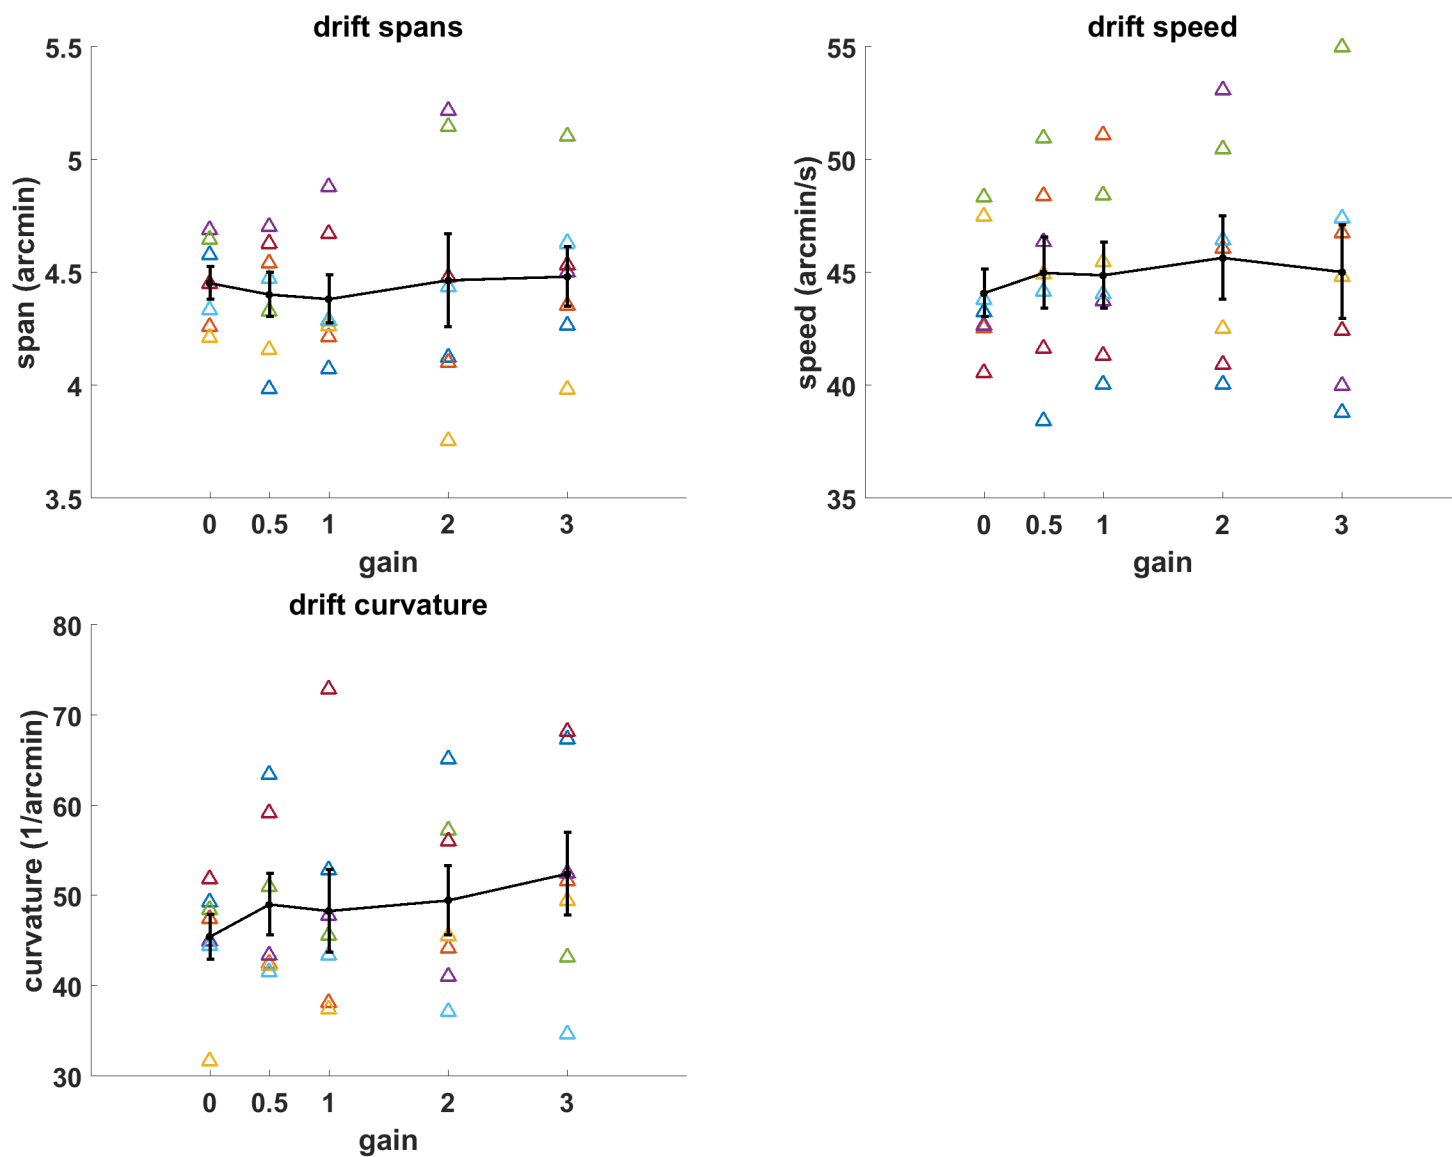 drift spans
5.5
5
4.5
4
3.5
span (arcmin)
0 0.5 1 2 3
gain
drift speed
55
50
45
40
35
speed (arcmin/s)
0 0.5 1 2 3
gain
drift curvature
80
70
60
50
40
30
curvature (1/arcmin)
0 0.5 1 2 3
gain